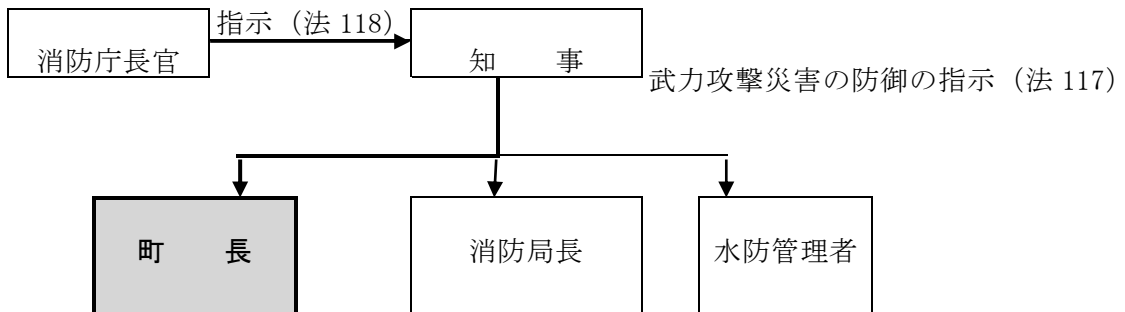 指示（法 118）
消防庁長官
知　　事
武力攻撃災害の防御の指示（法 117）
町　　長
消防局長
水防管理者